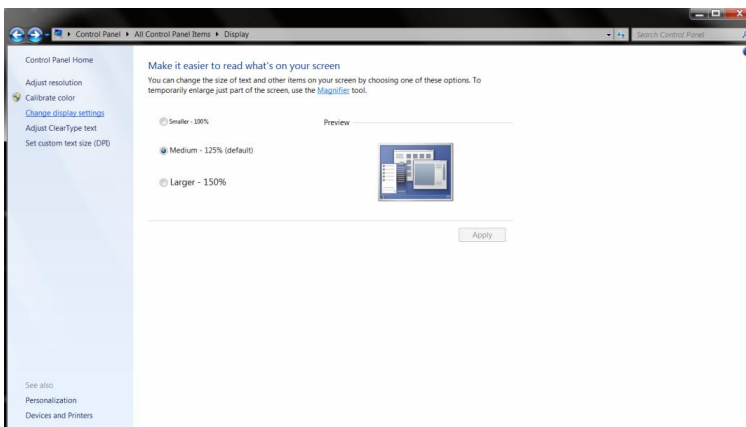 Control Panel ▸ All Control Panel Items ▸ Display
Search Control Panel
Control Panel Home
Adjust resolution
Calibrate color
Change display settings
Adjust ClearType text
Set custom text size (DPI)
Make it easier to read what's on your screen
You can change the size of text and other items on your screen by choosing one of these options. To
temporarily enlarge just part of the screen, use the Magnifier tool.
Smaller - 100%
Preview
Medium - 125% (default)
Larger - 150%
Apply
See also
Personalization
Devices and Printers